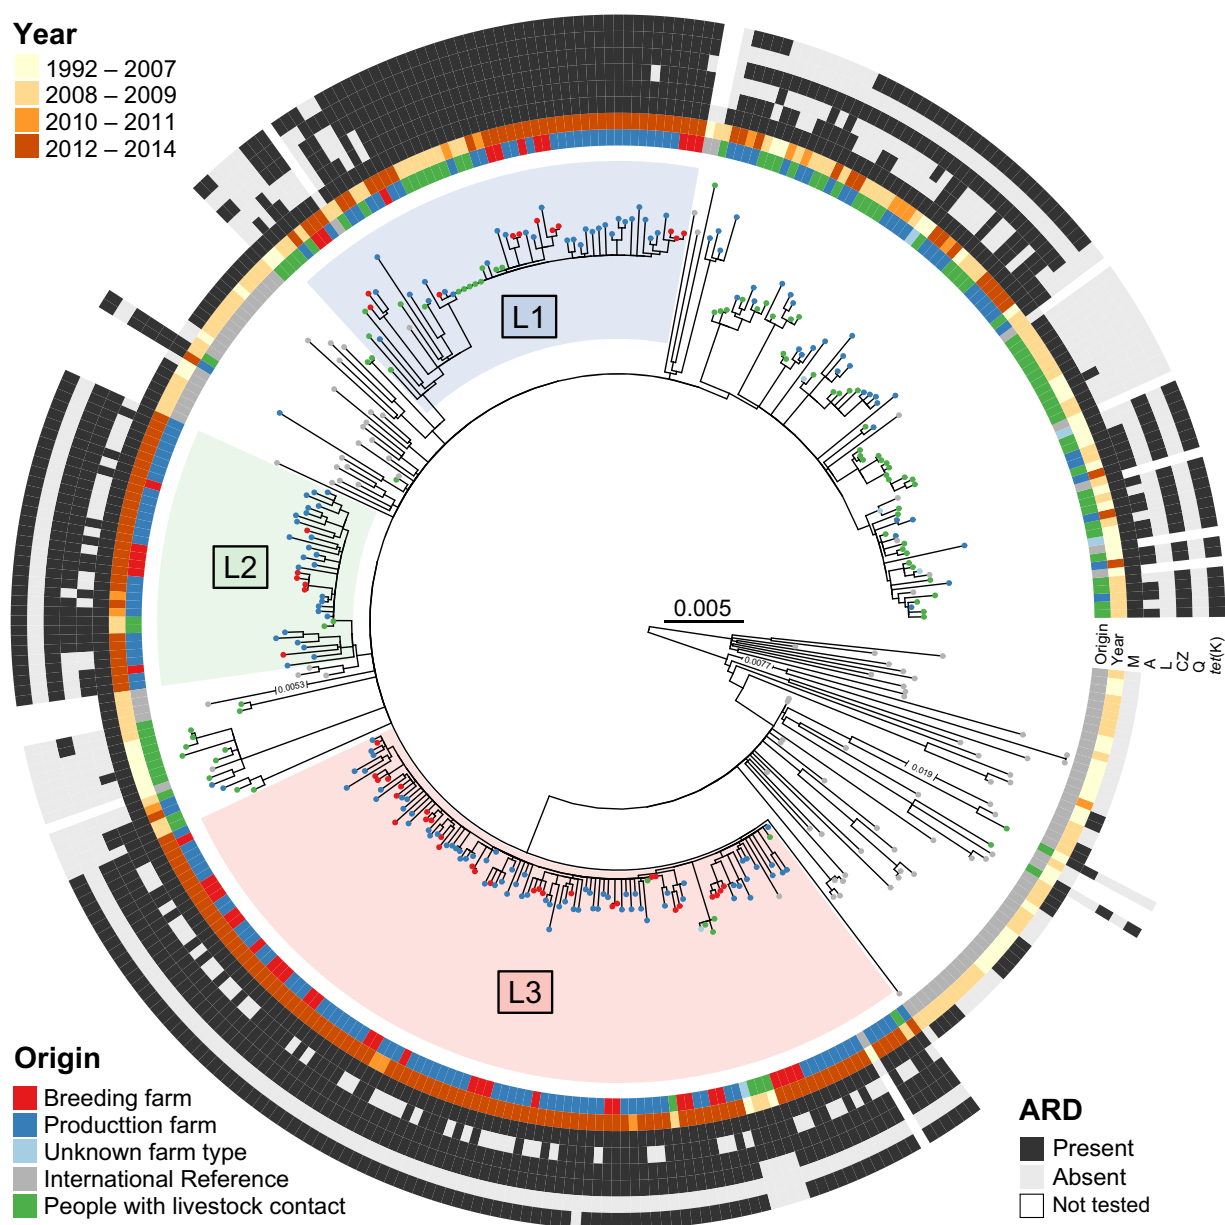 Year
1992 – 2007
2008 – 2009
2010 – 2011
2012 – 2014
L1
L2
0.005
Origin
Year
M
A
L
CZ
Q
tet(K)
0.0077
0.0053
0.019
L3
Origin
Breeding farm
Producttion farm
Unknown farm type
International Reference
People with livestock contact
ARD
Present
Absent
Not tested